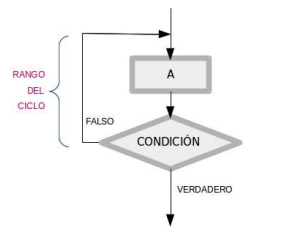 A
RANGO
DEL
CICLO
FALSO
CONDICIÓN
VERDADERO